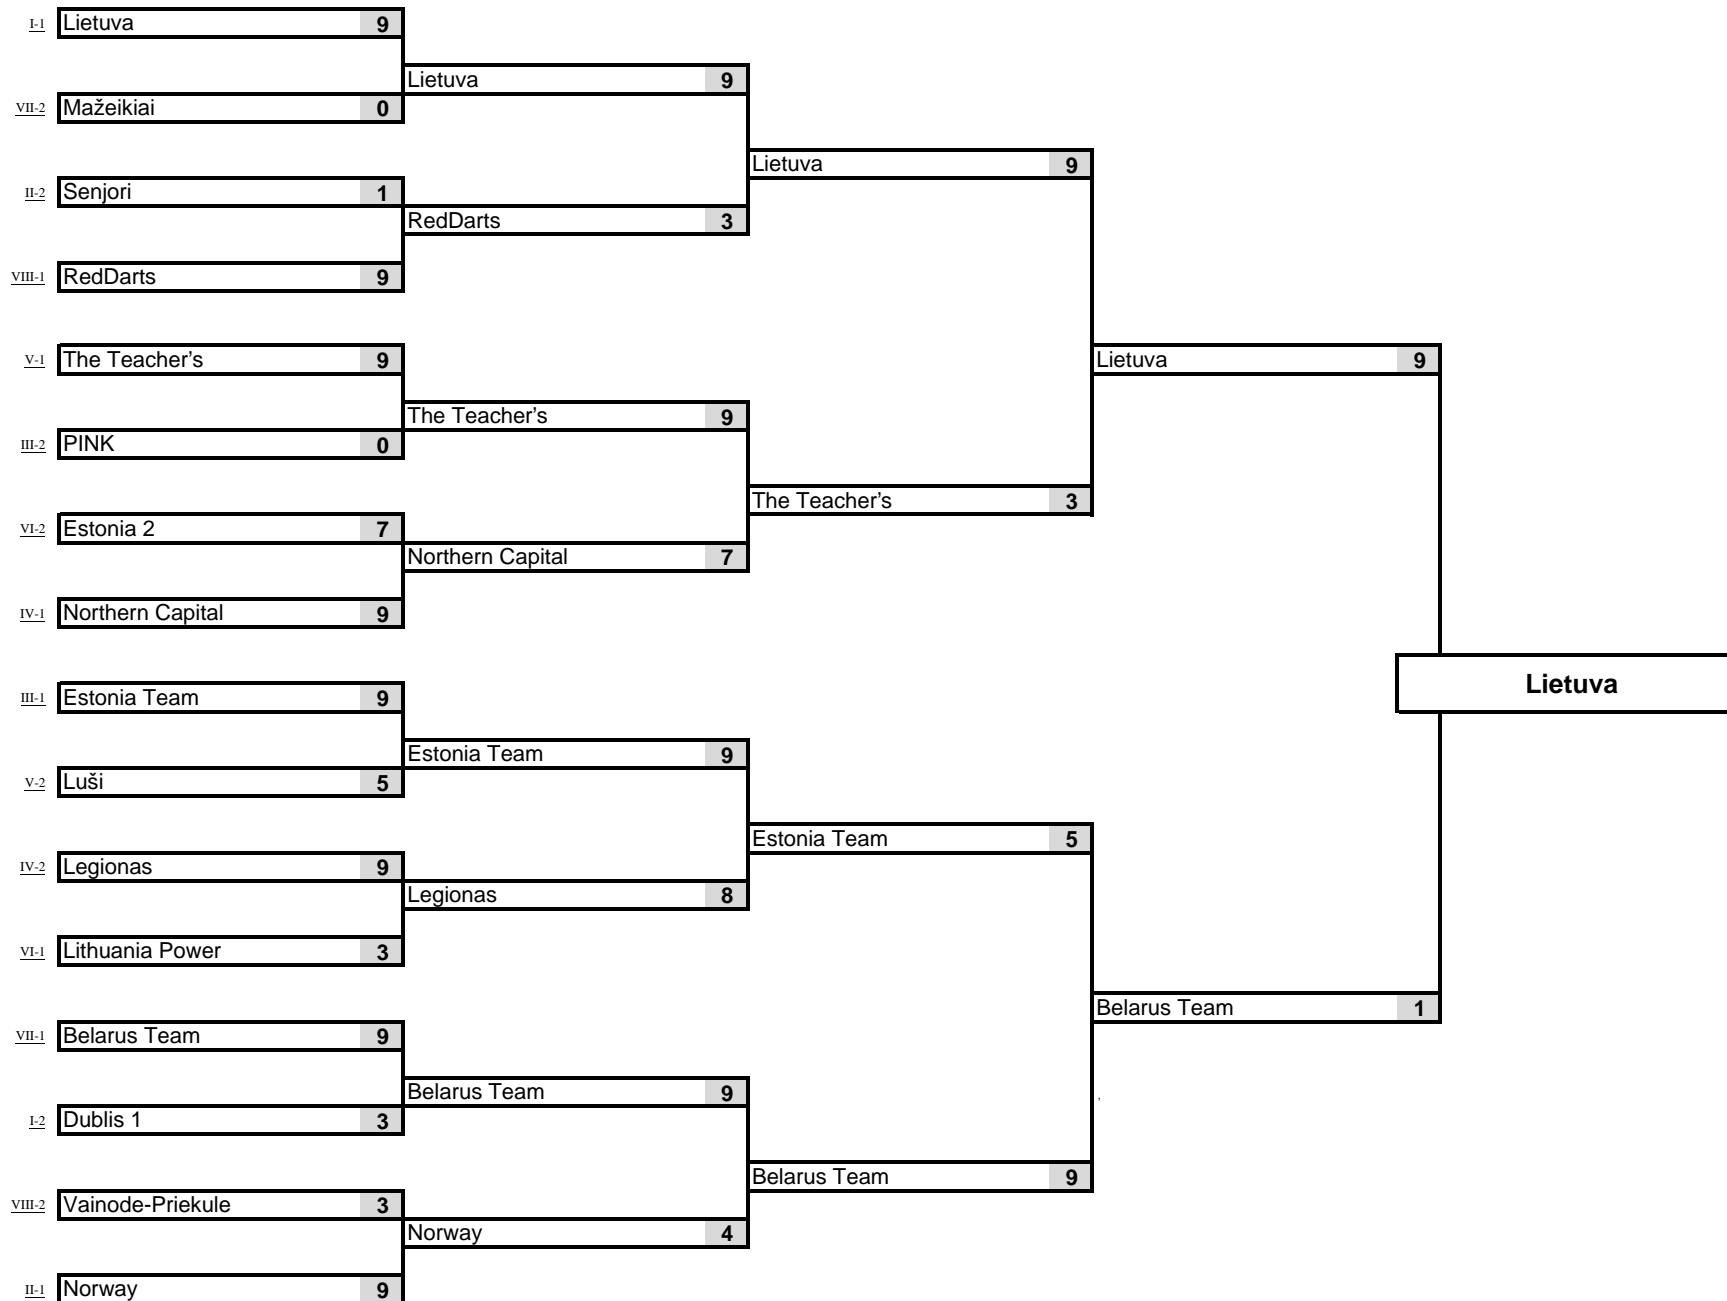 I-1 Lietuva 9
Lietuva 9
VII-2 Mažeikiai 0
Lietuva 9
II-2 Senjori 1
RedDarts 3
VIII-1 RedDarts 9
V-1 The Teacher's 9
Lietuva 9
The Teacher's 9
III-2 PINK 0
The Teacher's 3
VI-2 Estonia 2 7
Northern Capital 7
IV-1 Northern Capital 9
Lietuva
III-1 Estonia Team 9
Estonia Team 9
V-2 Luši 5
Estonia Team 5
IV-2 Legionas 9
Legionas 8
VI-1 Lithuania Power 3
Belarus Team 1
VII-1 Belarus Team 9
Belarus Team 9
I-2 Dublis 1 3
Belarus Team 9
VIII-2 Vainode-Priekule 3
Norway 4
II-1 Norway 9